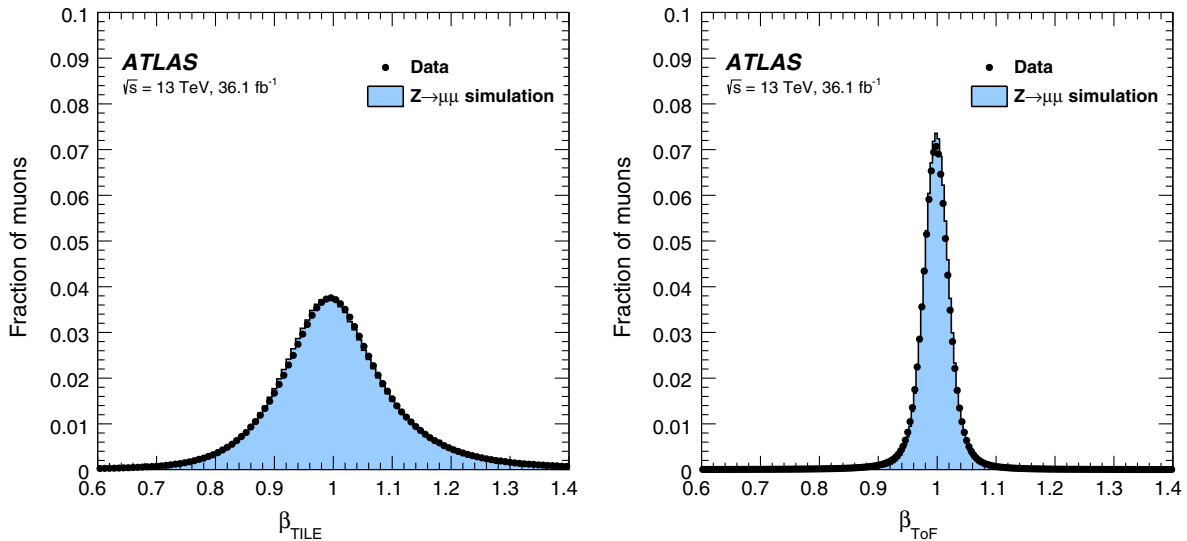 0.1
0.09
0.08
0.07
0.06
0.05
0.04
0.03
0.02
0.01
0
Fraction of muons
ATLAS
√s = 13 TeV, 36.1 fb⁻¹
Data
Z→μμ simulation
0.6 0.7 0.8 0.9 1 1.1 1.2 1.3 1.4
β_TILE
0.1
0.09
0.08
0.07
0.06
0.05
0.04
0.03
0.02
0.01
0
Fraction of muons
ATLAS
√s = 13 TeV, 36.1 fb⁻¹
Data
Z→μμ simulation
0.6 0.7 0.8 0.9 1 1.1 1.2 1.3 1.4
β_ToF